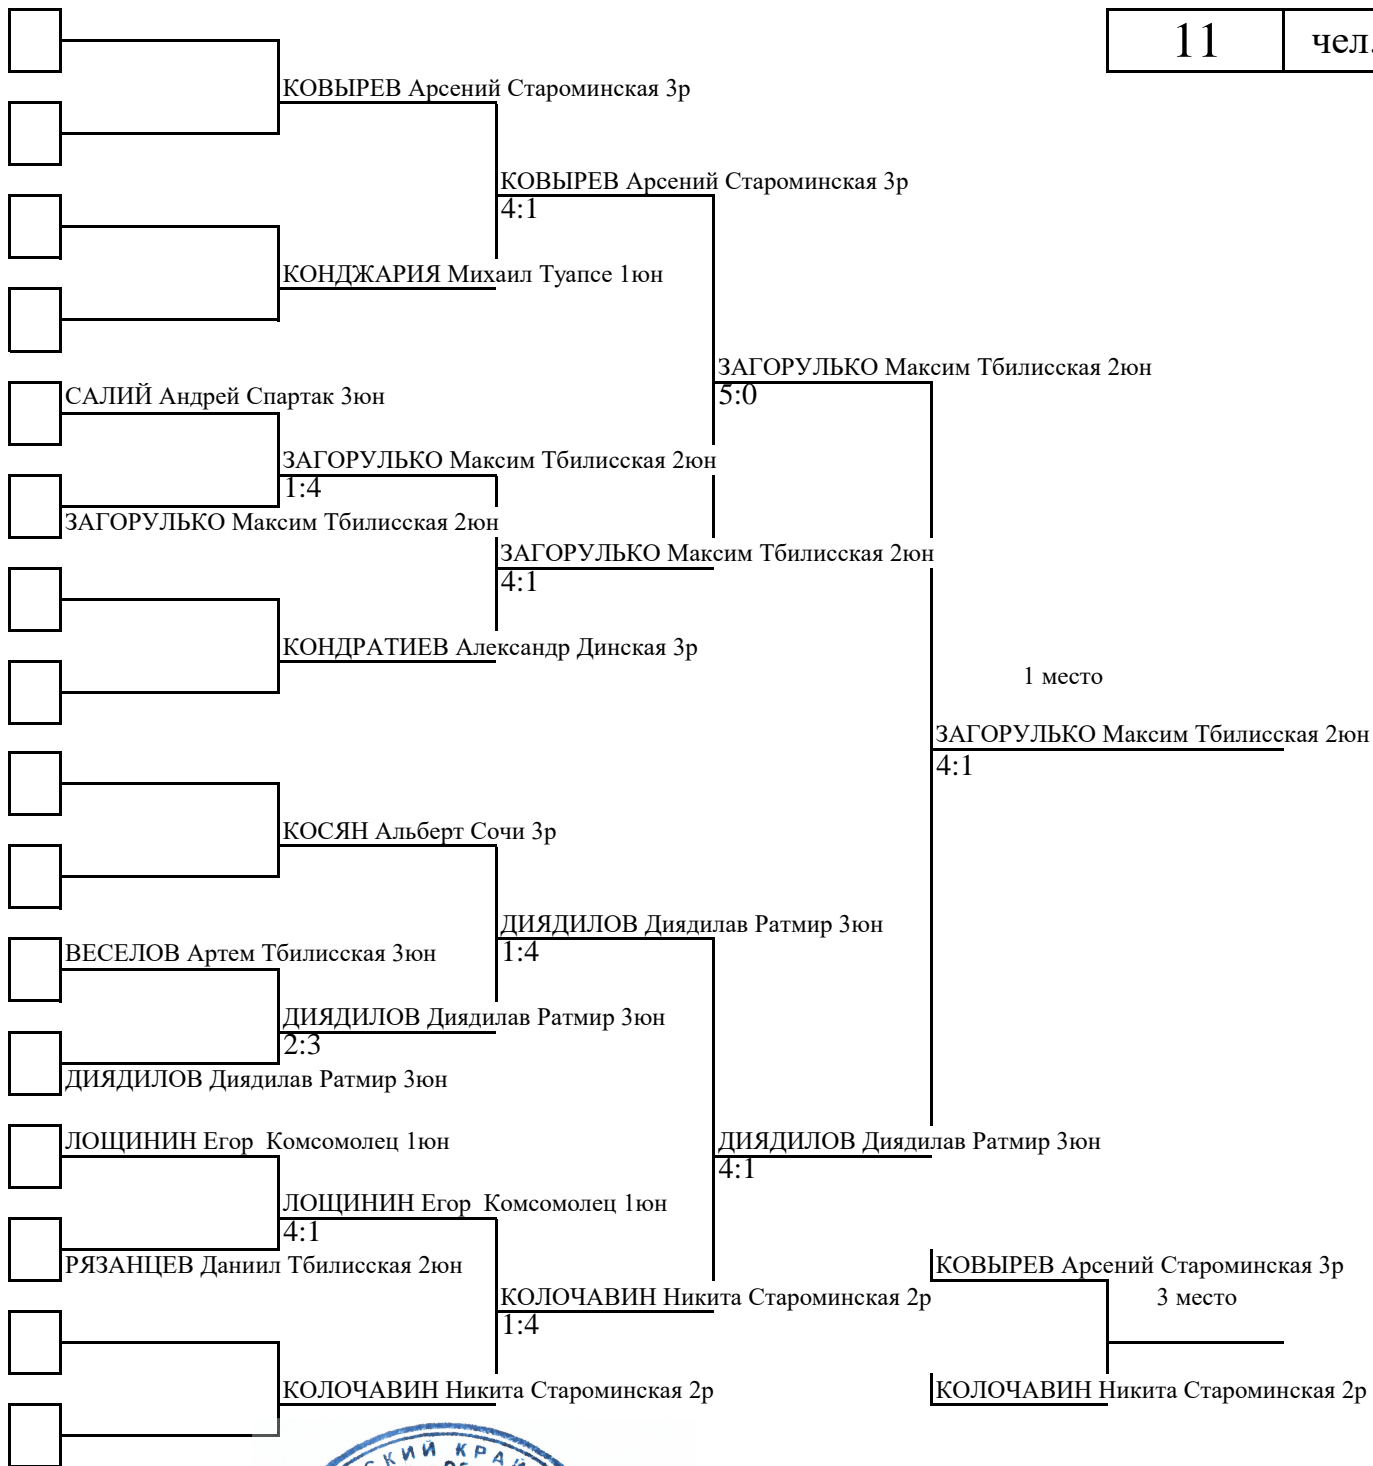 11 чел.
КОВЫРЕВ Арсений Староминская 3р
КОВЫРЕВ Арсений Староминская 3р
4:1
КОНДЖАРИЯ Михаил Туапсе 1юн
ЗАГОРУЛЬКО Максим Тбилисская 2юн
5:0
САЛИЙ Андрей Спартак 3юн
ЗАГОРУЛЬКО Максим Тбилисская 2юн
1:4
ЗАГОРУЛЬКО Максим Тбилисская 2юн
ЗАГОРУЛЬКО Максим Тбилисская 2юн
4:1
КОНДРАТИЕВ Александр Динская 3р
1 место
ЗАГОРУЛЬКО Максим Тбилисская 2юн
4:1
КОСЯН Альберт Сочи 3р
ДИЯДИЛОВ Диядилав Ратмир 3юн
1:4
ВЕСЕЛОВ Артем Тбилисская 3юн
ДИЯДИЛОВ Диядилав Ратмир 3юн
2:3
ДИЯДИЛОВ Диядилав Ратмир 3юн
ЛОЩИНИН Егор  Комсомолец 1юн
ДИЯДИЛОВ Диядилав Ратмир 3юн
4:1
ЛОЩИНИН Егор  Комсомолец 1юн
4:1
РЯЗАНЦЕВ Даниил Тбилисская 2юн
КОВЫРЕВ Арсений Староминская 3р
КОЛОЧАВИН Никита Староминская 2р
3 место
1:4
КОЛОЧАВИН Никита Староминская 2р
КОЛОЧАВИН Никита Староминская 2р